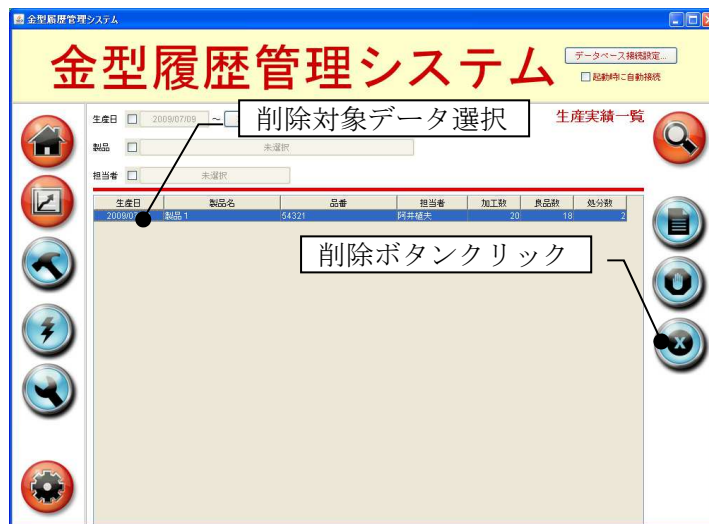 金型履歴管理システム
金型履歴管理システム
データベース接続設定...
起動時に自動接続
生産日 2009/07/09 ~
削除対象データ選択
生産実績一覧
製品 未選択
担当者 未選択
生産日 製品名 品番 担当者 加工数 良品数 処分数
2009/07 製品1 54321 阿井植夫 20 18 2
削除ボタンクリック
X